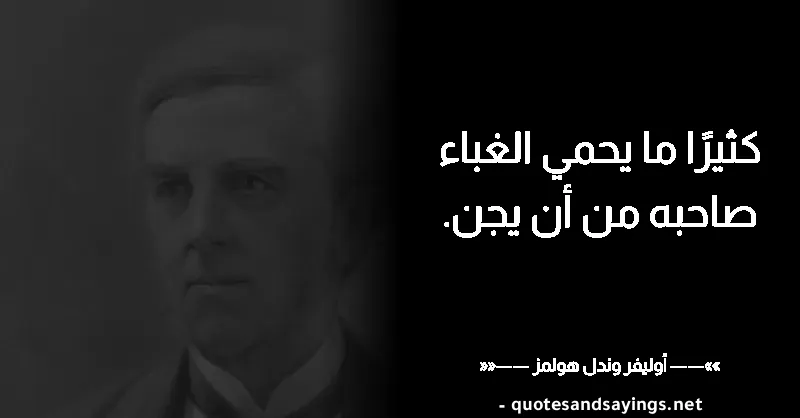 كثيرًا ما يحمي الغباء
صاحبه من أن يجن.
»»—— أوليفر وندل هولمز ——««
- quotesandsayings.net